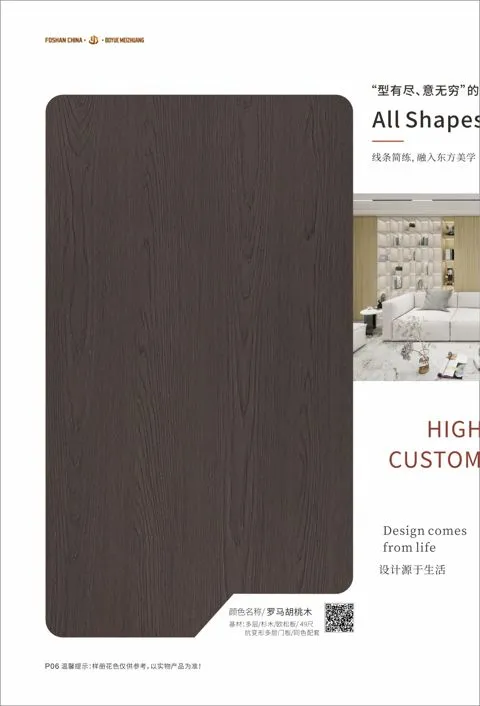 FOSHAN CHINA · · BOYUE MEIZHUANG
“型有尽、意无穷”的
All Shapes
线条简练, 融入东方美学
HIGH
CUSTOM
Design comes
from life
设计源于生活
颜色名称/ 罗马胡桃木
基材: 多层/杉木/欧松板/ 49尺
抗变形多层门板/同色配套
P06 温馨提示: 样册花色仅供参考, 以实物产品为准!